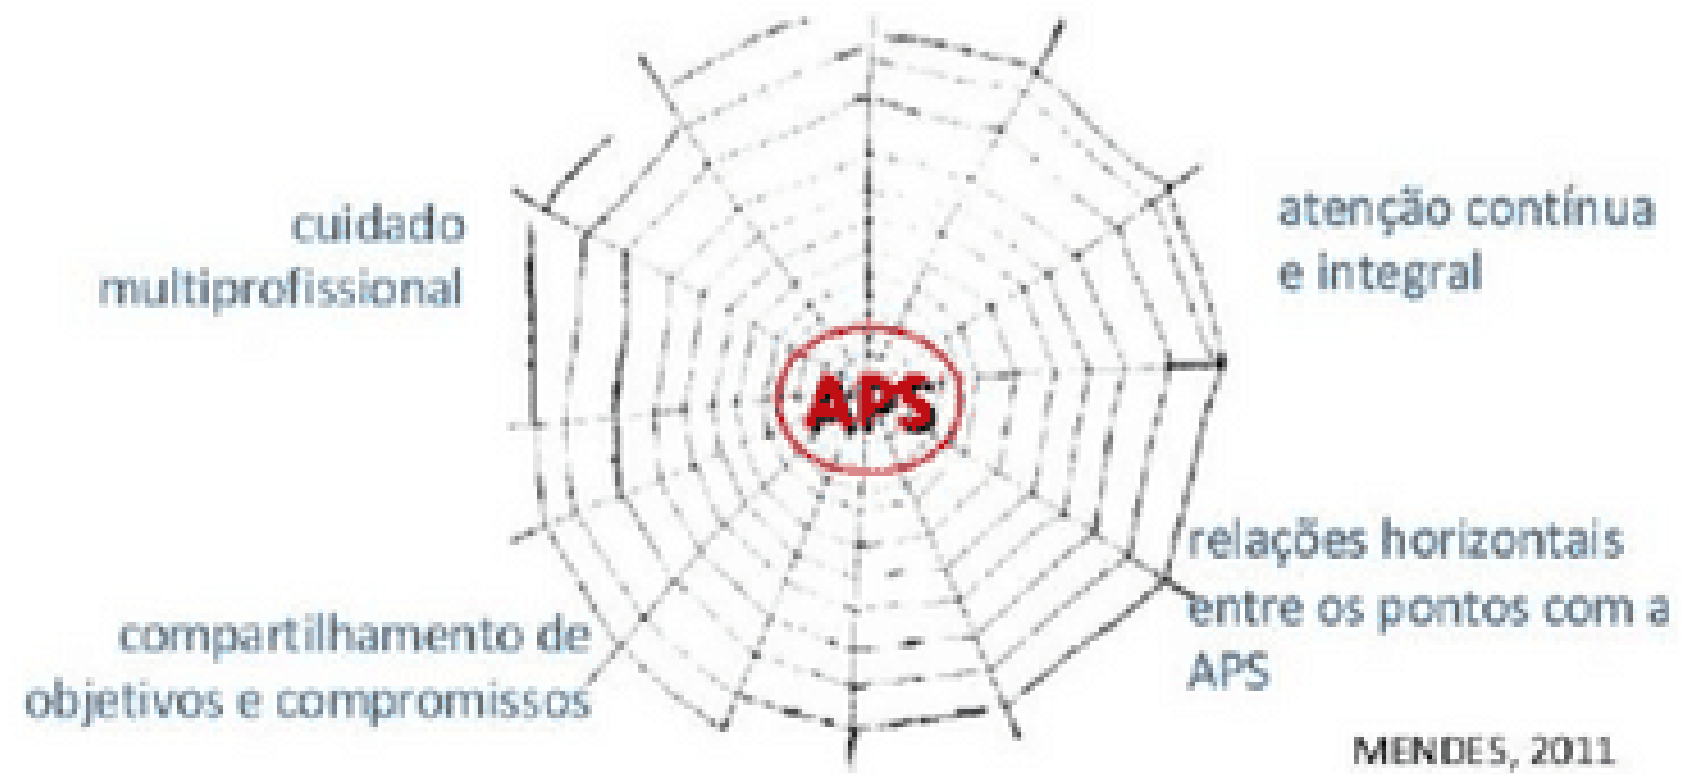 cuidado
multiprofissional
atenção contínua
e integral
APS
compartilhamento de
objetivos e compromissos
relações horizontais
entre os pontos com a
APS
MENDES, 2011